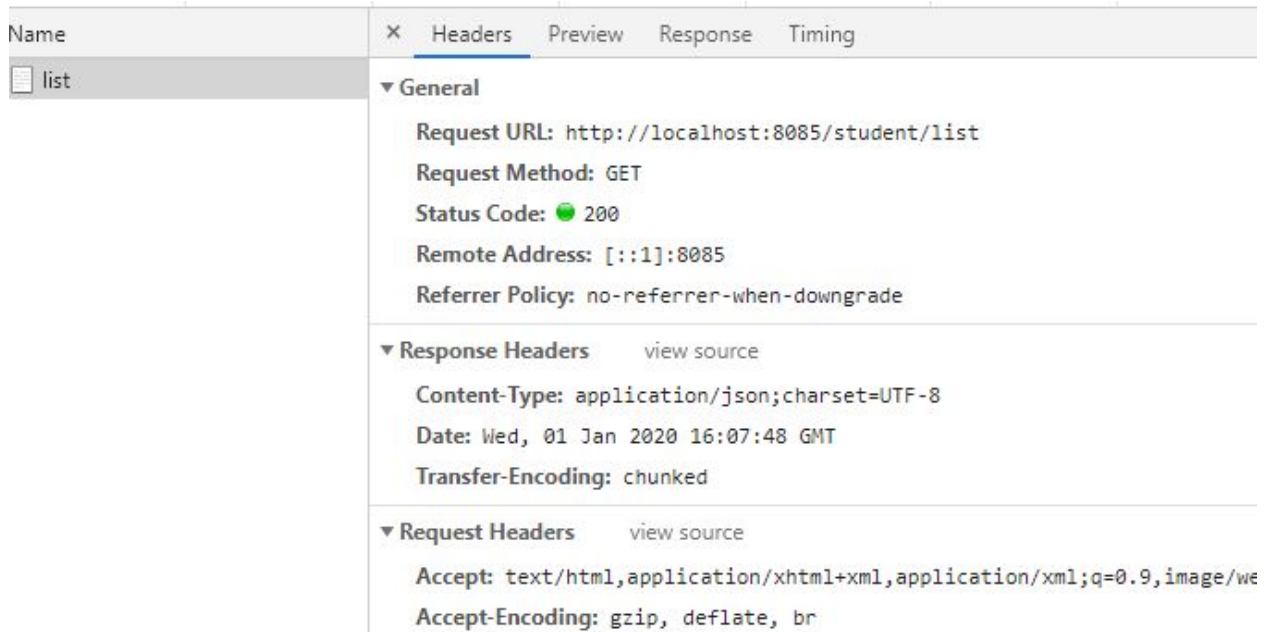 Name
× Headers Preview Response Timing
list
▼ General
Request URL: http://localhost:8085/student/list
Request Method: GET
Status Code: 200
Remote Address: [::1]:8085
Referrer Policy: no-referrer-when-downgrade
▼ Response Headers view source
Content-Type: application/json;charset=UTF-8
Date: Wed, 01 Jan 2020 16:07:48 GMT
Transfer-Encoding: chunked
▼ Request Headers view source
Accept: text/html,application/xhtml+xml,application/xml;q=0.9,image/we
Accept-Encoding: gzip, deflate, br